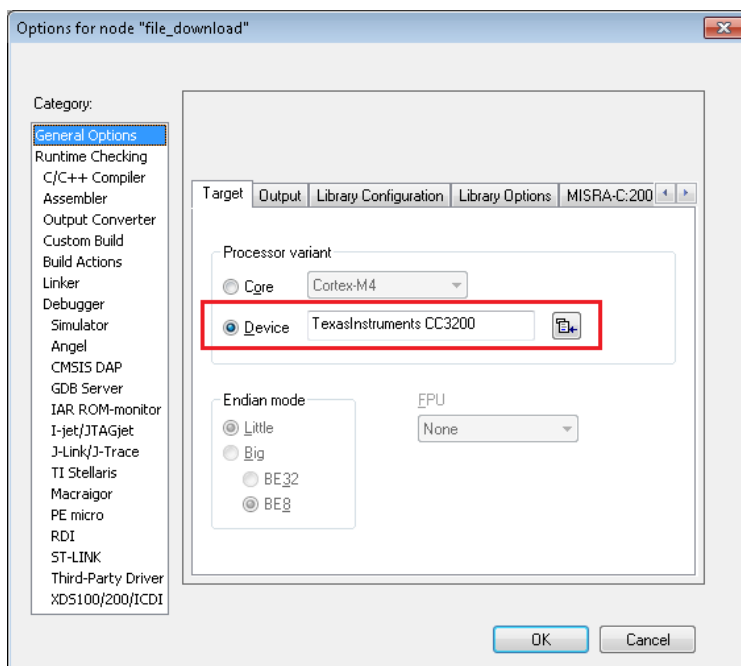 Options for node "file_download"
Category:
General Options
Runtime Checking
C/C++ Compiler
Assembler
Output Converter
Custom Build
Build Actions
Linker
Debugger
Simulator
Angel
CMSIS DAP
GDB Server
IAR ROM-monitor
I-jet/JTAGjet
J-Link/J-Trace
TI Stellaris
Macraigor
PE micro
RDI
ST-LINK
Third-Party Driver
XDS100/200/ICDI
Target Output Library Configuration Library Options MISRA-C:200
Processor variant
Core Cortex-M4
Device TexasInstruments CC3200
Endian mode
Little
Big
BE32
BE8
FPU
None
OK Cancel